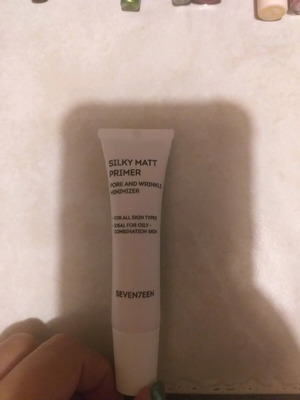 SILKY MATT
PRIMER
PORE AND WRINKLE
MINIMIZER
- FOR ALL SKIN TYPES
- IDEAL FOR OILY -
COMBINATION SKIN
SEVEN7EEN